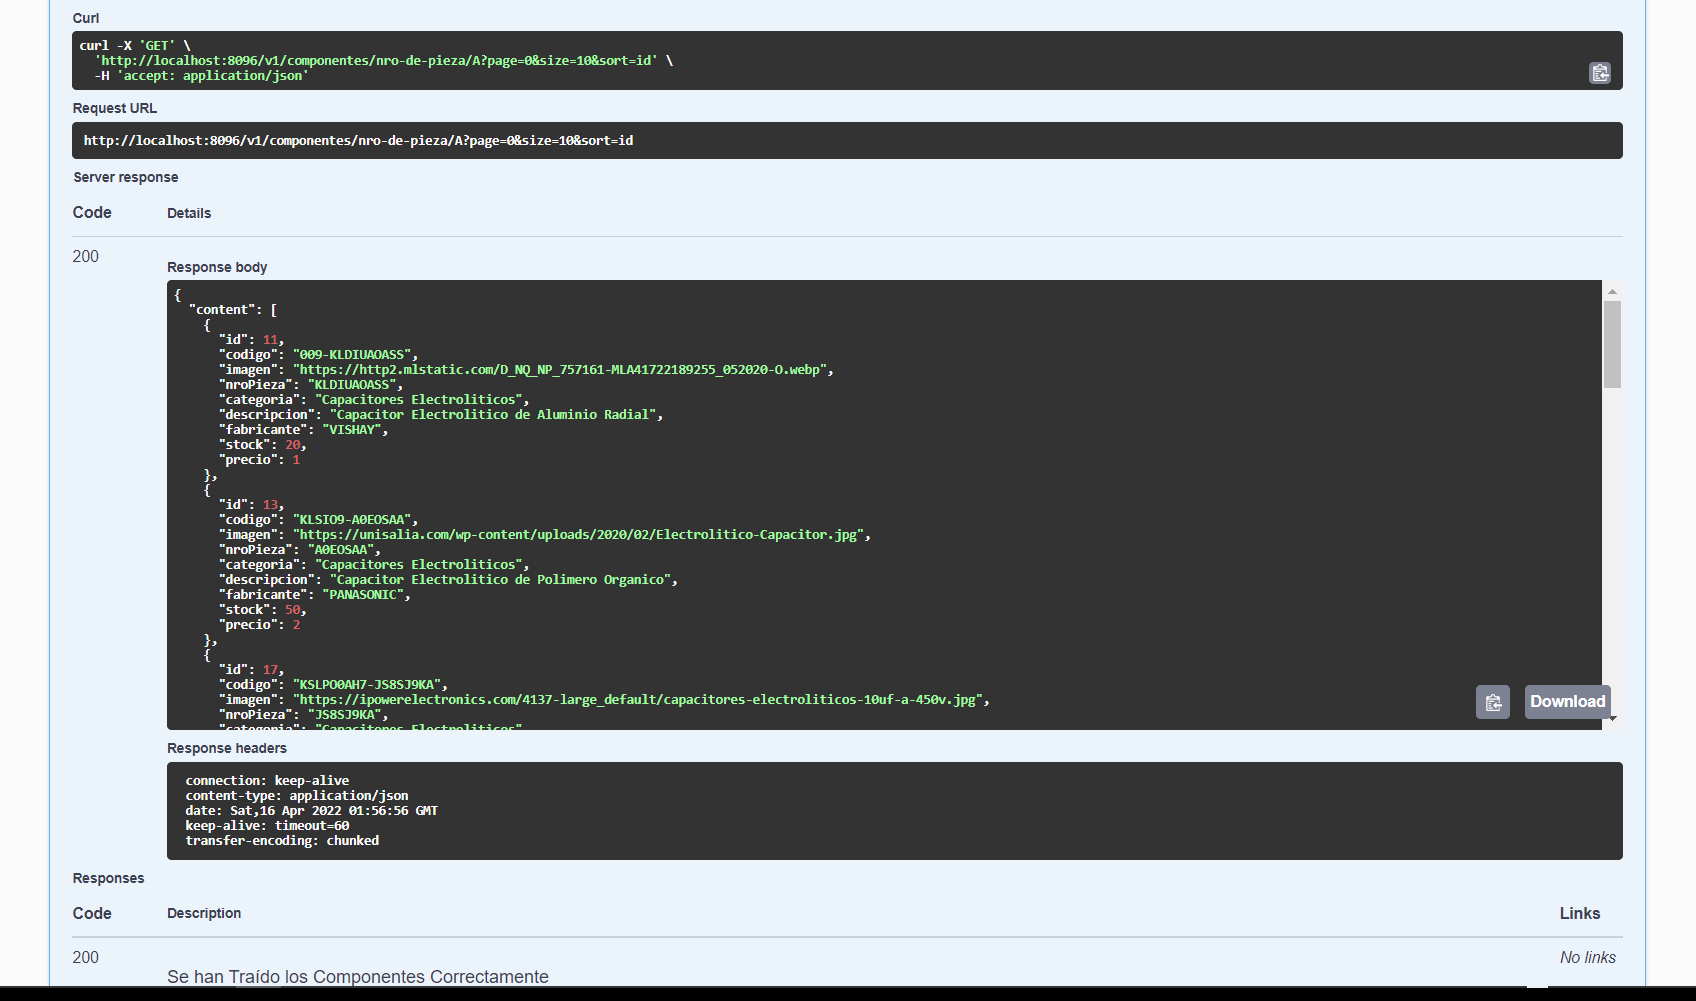 Curl
curl -X 'GET' \
  'http://localhost:8096/v1/componentes/nro-de-pieza/A?page=0&size=10&sort=id' \
  -H 'accept: application/json'
Request URL
http://localhost:8096/v1/componentes/nro-de-pieza/A?page=0&size=10&sort=id
Server response
Code Details
200
Response body
{
  "content": [
    {
      "id": 11,
      "codigo": "009-KLDIUAOASS",
      "imagen": "https://http2.mlstatic.com/D_NQ_NP_757161-MLA41722189255_052020-O.webp",
      "nroPieza": "KLDIUAOASS",
      "categoria": "Capacitores Electroliticos",
      "descripcion": "Capacitor Electrolitico de Aluminio Radial",
      "fabricante": "VISHAY",
      "stock": 20,
      "precio": 1
    },
    {
      "id": 13,
      "codigo": "KLSIO9-A0EOSAA",
      "imagen": "https://unisalia.com/wp-content/uploads/2020/02/Electrolitico-Capacitor.jpg",
      "nroPieza": "A0EOSAA",
      "categoria": "Capacitores Electroliticos",
      "descripcion": "Capacitor Electrolitico de Polimero Organico",
      "fabricante": "PANASONIC",
      "stock": 50,
      "precio": 2
    },
    {
      "id": 17,
      "codigo": "KSLPO0AH7-JS8SJ9KA",
      "imagen": "https://ipowerelectronics.com/4137-large_default/capacitores-electroliticos-10uf-a-450v.jpg",
      "nroPieza": "JS8SJ9KA",
      "categoria": "Capacitores Electroliticos"
Download
Response headers
connection: keep-alive
content-type: application/json
date: Sat,16 Apr 2022 01:56:56 GMT
keep-alive: timeout=60
transfer-encoding: chunked
Responses
Code Description Links
200 No links
Se han Traído los Componentes Correctamente